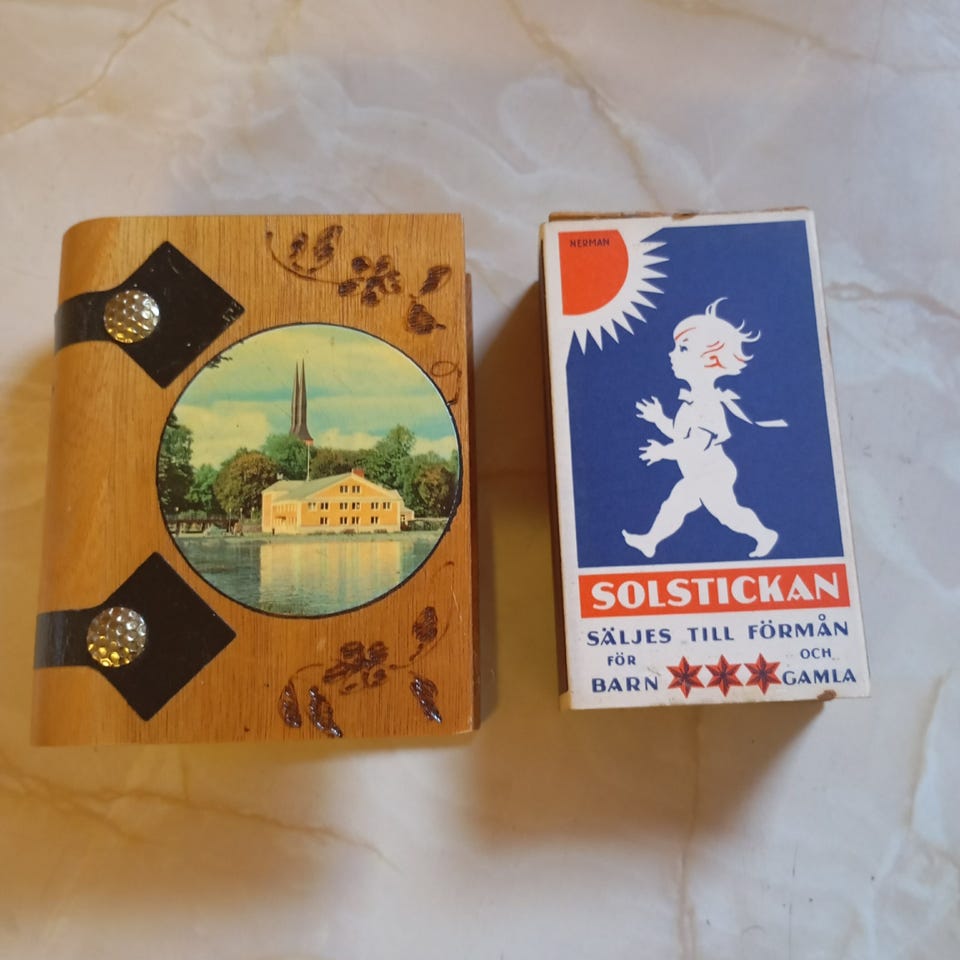 NERMAN
SOLSTICKAN
SÄLJES TILL FÖRMÅN
FÖR OCH
BARN GAMLA